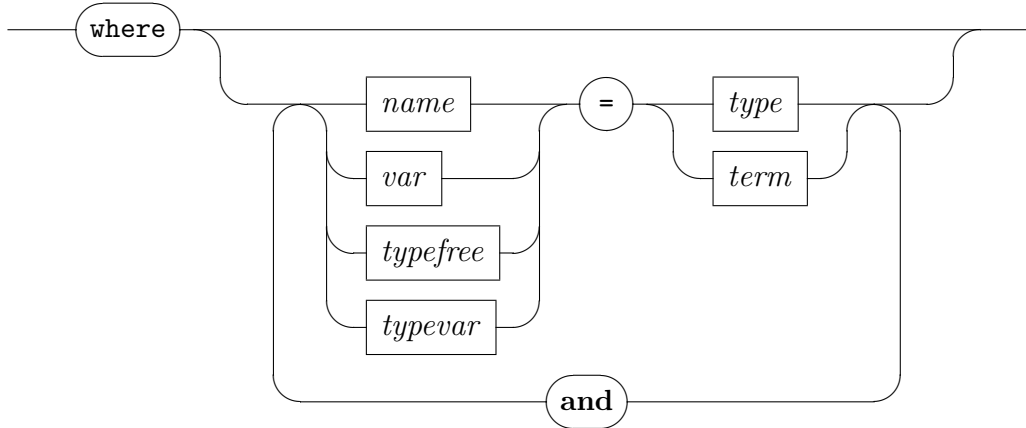 where
name = type
var term
typefree
typevar
and